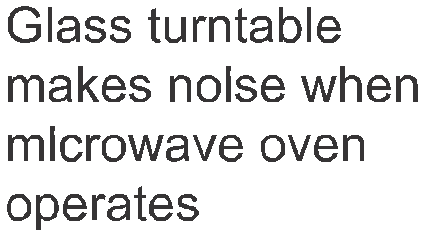 Glass turntable
makes nolse when
mlcrowave oven
operates